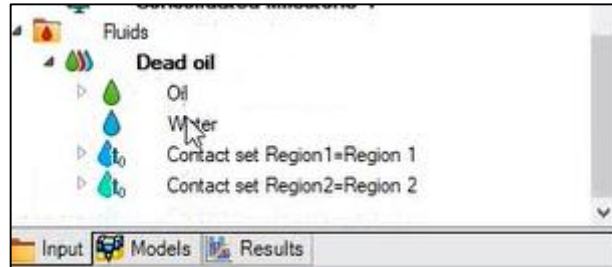 Fluids
Dead oil
Oil
Water
Contact set Region1=Region 1
Contact set Region2=Region 2
Input Models Results